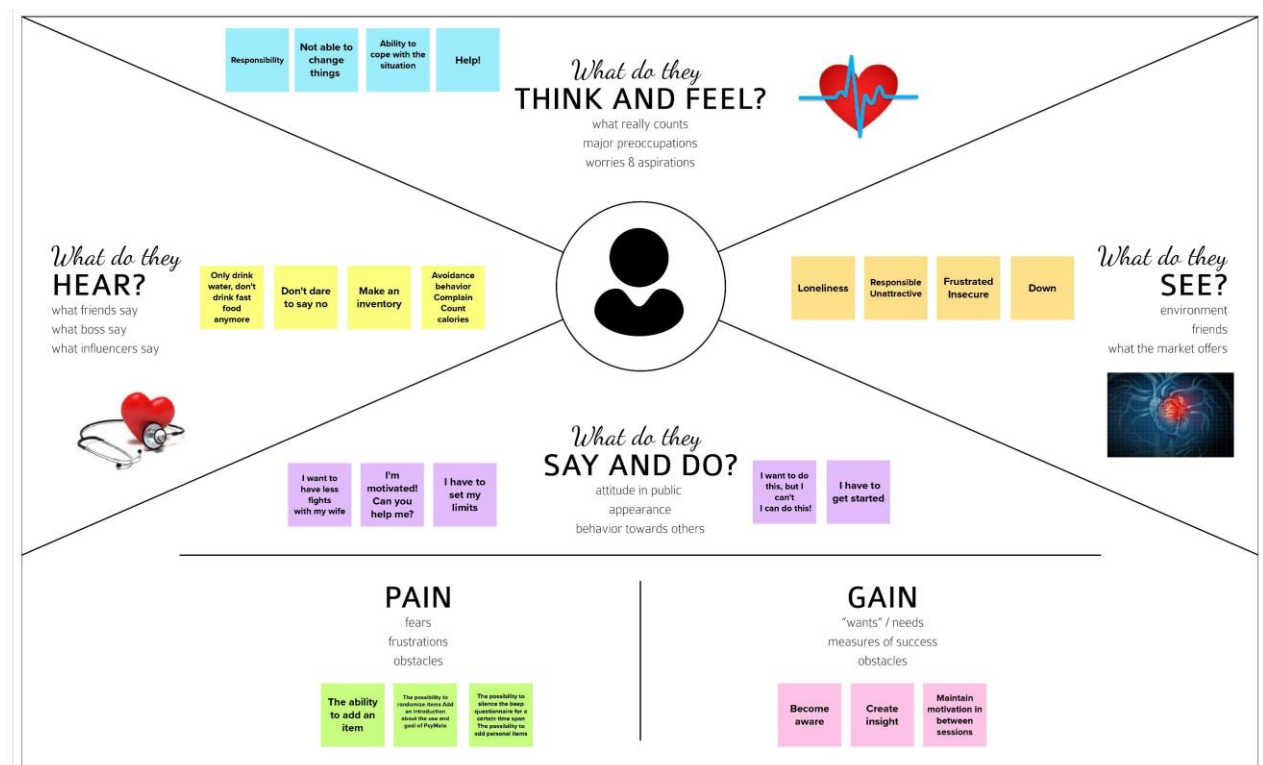 Responsibility
Not able to
change
things
Ability to
cope with the
situation
Help!
What do they
THINK AND FEEL?
what really counts
major preoccupations
worries & aspirations
What do they
HEAR?
what friends say
what boss say
what influencers say
Only drink
water, don't
drink fast
food
anymore
Don't dare
to say no
Make an
inventory
Avoidance
behavior
Complain
Count
calories
Loneliness
Responsible
Unattractive
Frustrated
Insecure
Down
What do they
SEE?
environment
friends
what the market offers
I want to
have less
fights
with my wife
I'm
motivated!
Can you
help me?
I have to
set my
limits
What do they
SAY AND DO?
attitude in public
appearance
behavior towards others
I want to do
this, but I
can't
I can do this!
I have to
get started
PAIN
fears
frustrations
obstacles
The ability
to add an
item
The possibility to
randomize items Add
an introduction
about the use and
goal of PsyMate
The possibility to
silence the beep
questionnaire for a
certain time span
The possibility to
add personal items
GAIN
"wants" / needs
measures of success
obstacles
Become
aware
Create
insight
Maintain
motivation in
between
sessions